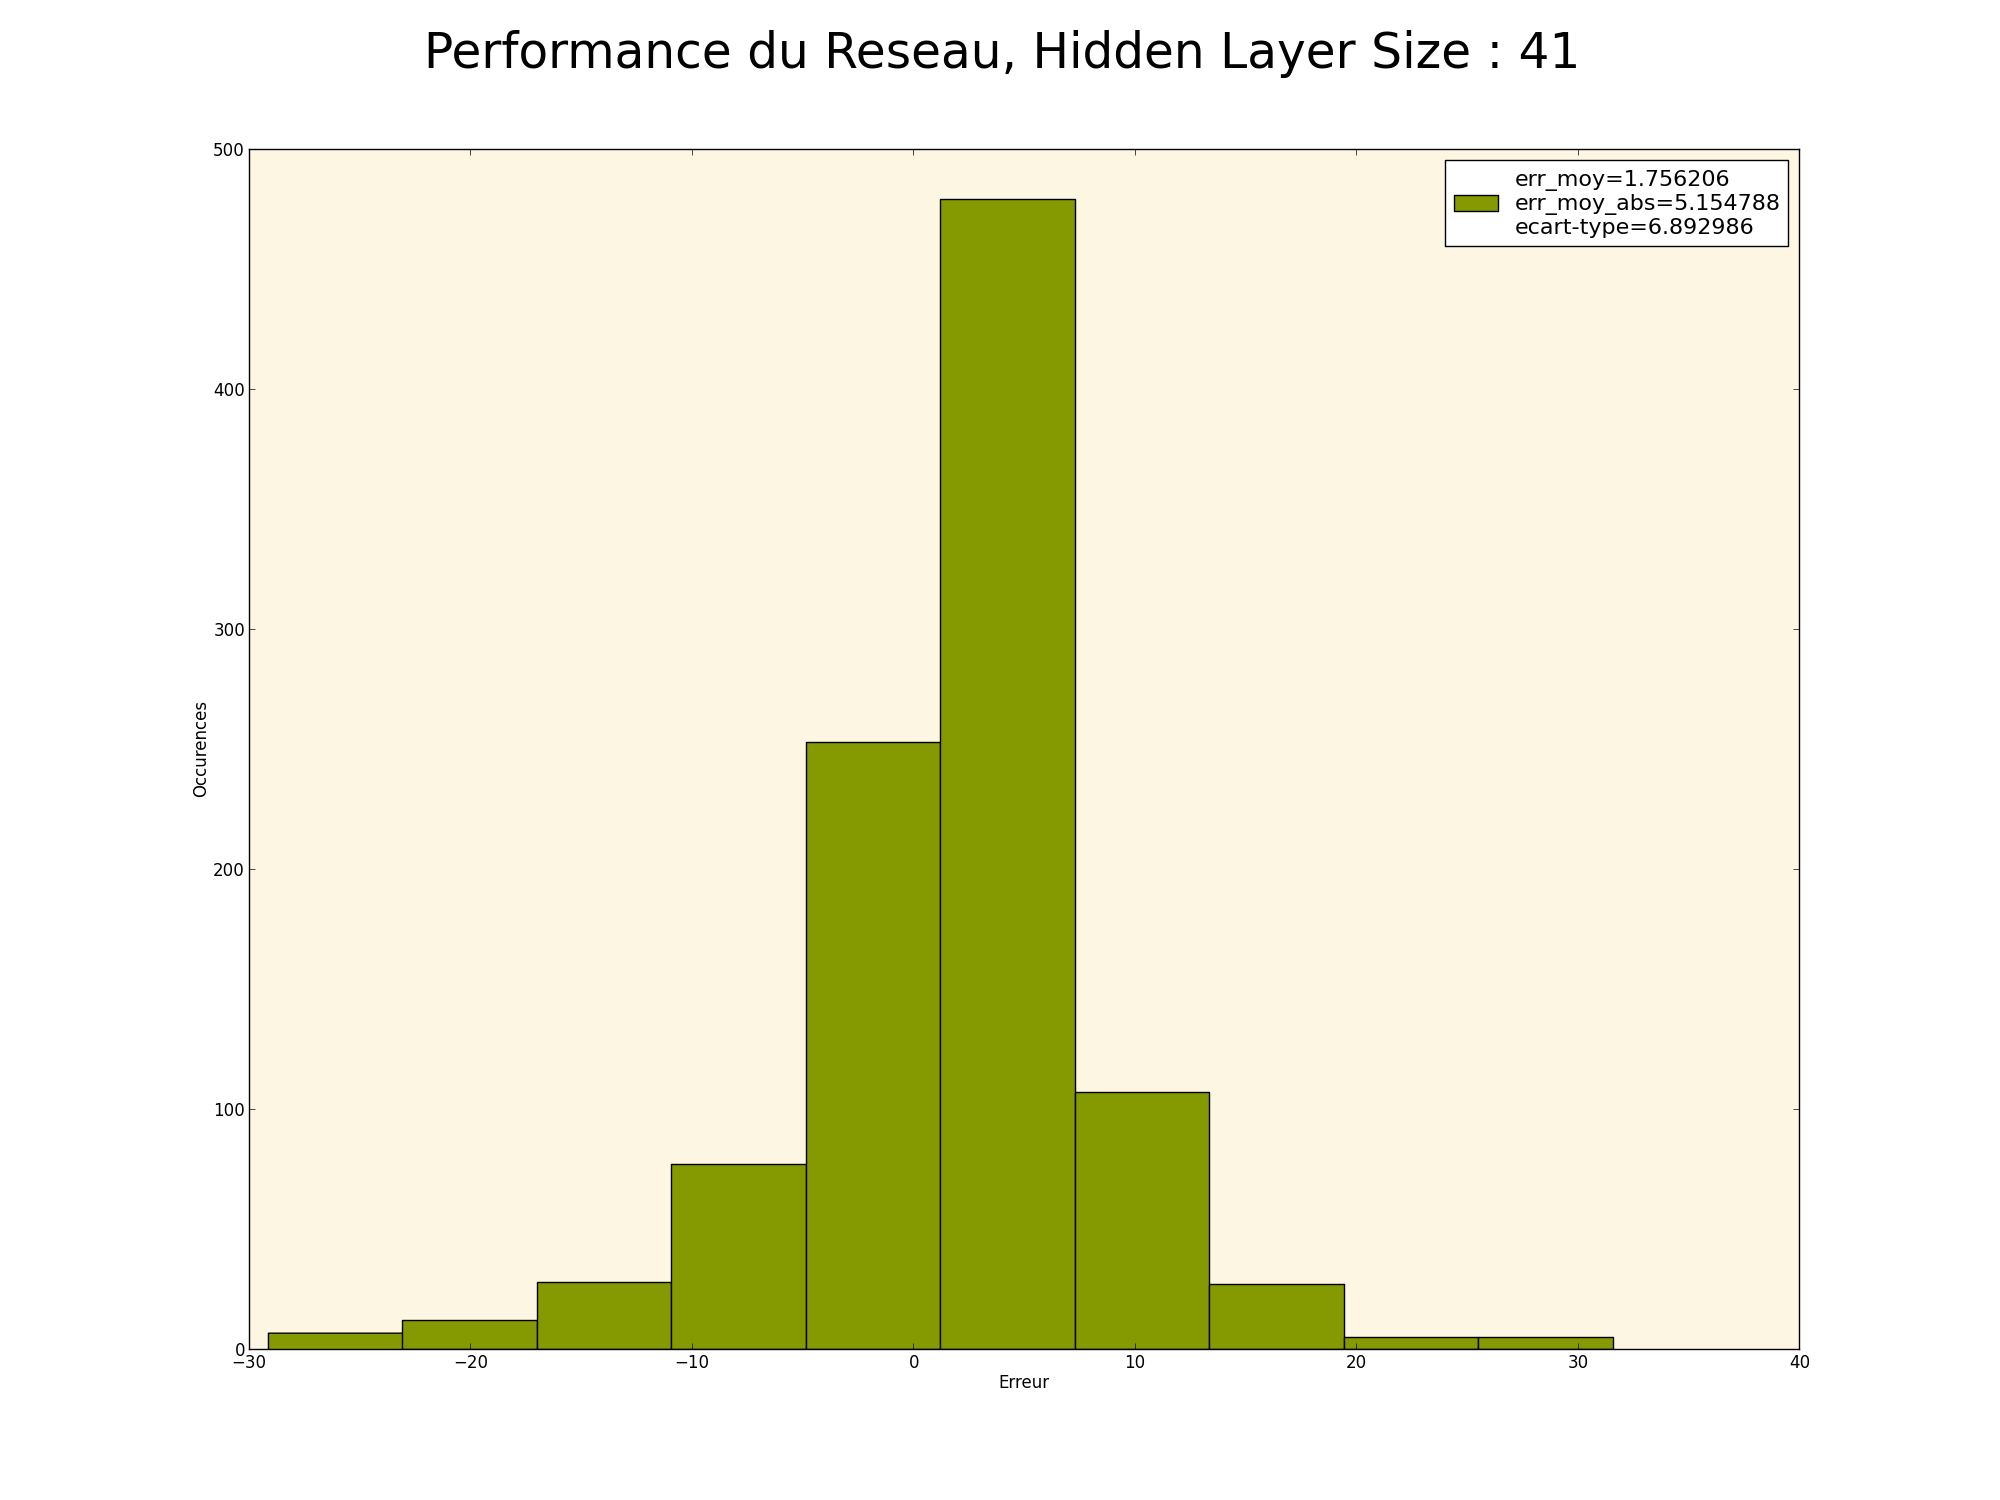 Performance du Reseau, Hidden Layer Size : 41
err_moy=1.756206
err_moy_abs=5.154788
ecart-type=6.892986
500
400
300
200
100
0
Occurences
−30 −20 −10 0 10 20 30 40
Erreur